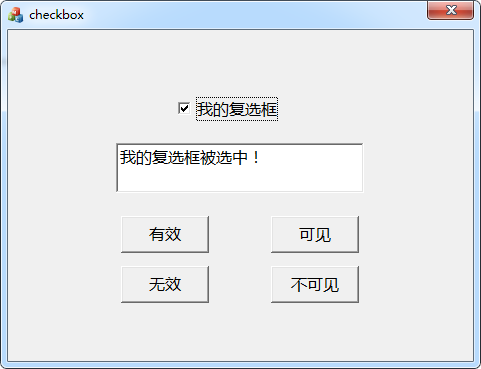 checkbox
我的复选框
我的复选框被选中！
有效
可见
无效
不可见